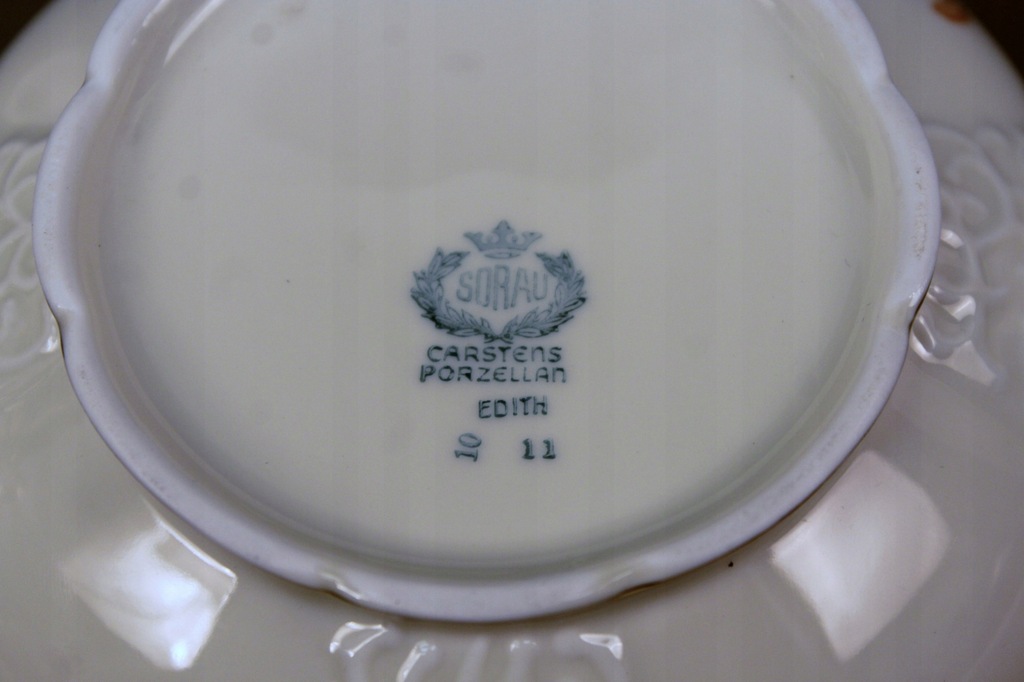 SORAU
CARSTENS
PORZELLAN
EDITH
10 11